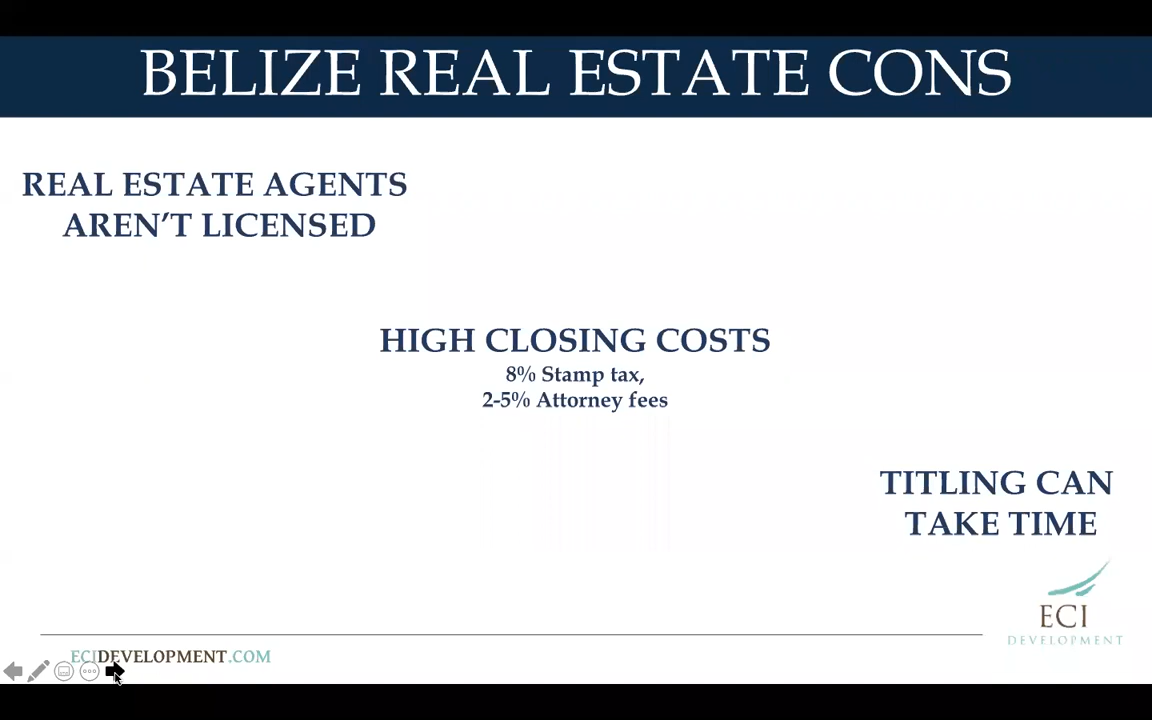 BELIZE REAL ESTATE CONS
REAL ESTATE AGENTS
AREN’T LICENSED
HIGH CLOSING COSTS
8% Stamp tax,
2-5% Attorney fees
TITLING CAN
TAKE TIME
ECI
DEVELOPMENT
ECIDEVELOPMENT.COM